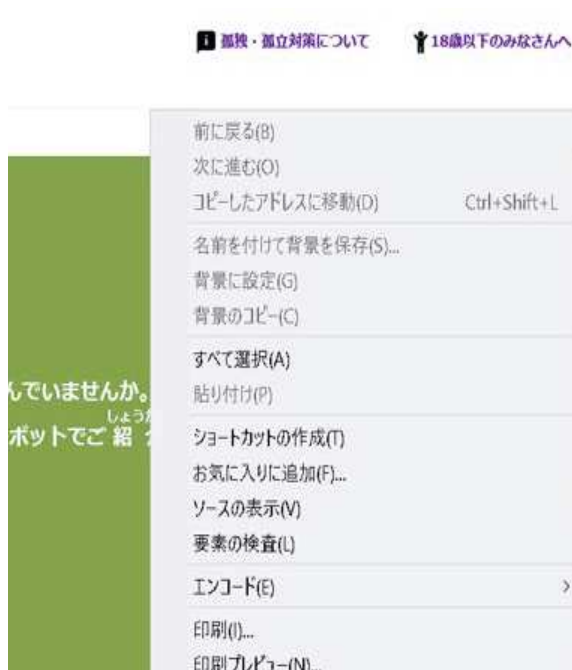 孤独・孤立対策について
18歳以下のみなさんへ
前に戻る(B)
次に進む(O)
コピーしたアドレスに移動(D) Ctrl+Shift+L
名前を付けて背景を保存(S)...
背景に設定(G)
背景のコピー(C)
すべて選択(A)
貼り付け(P)
んでいませんか。
しょうか
ボットでご紹
ショートカットの作成(T)
お気に入りに追加(F)...
ソースの表示(V)
要素の検査(L)
エンコード(E)
印刷(I)...
印刷プレビュー(N)...